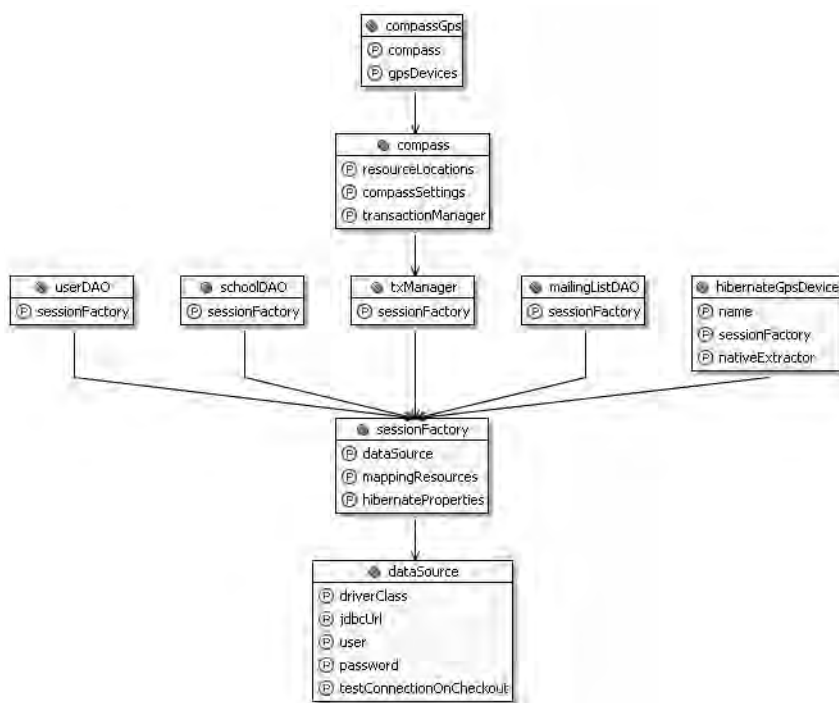 compassGps
P compass
P gpsDevices
compass
P resourceLocations
P compassSettings
P transactionManager
userDAO
P sessionFactory
schoolDAO
P sessionFactory
txManager
P sessionFactory
mailingListDAO
P sessionFactory
hibernateGpsDevice
P name
P sessionFactory
P nativeExtractor
sessionFactory
P dataSource
P mappingResources
P hibernateProperties
dataSource
P driverClass
P jdbcUrl
P user
P password
P testConnectionOnCheckout